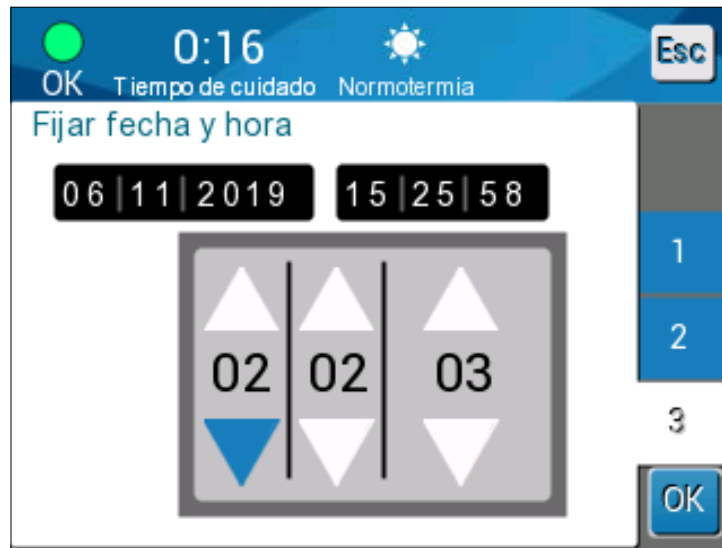 0:16
Esc
OK Tiempo de cuidado Normotermia
Fijar fecha y hora
06|11|2019 15|25|58
1
2
02 02 03
3
OK